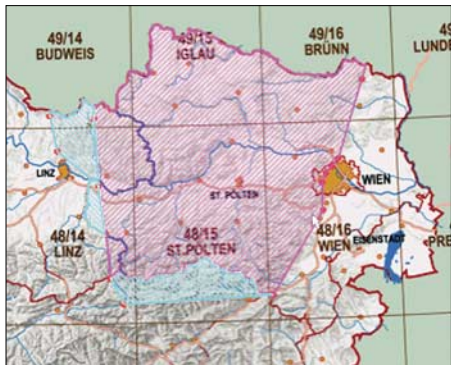 49/14
BUDWEIS
49/15
IGLAU
49/16
BRÜNN
49
LUNDE
LINZ
WIEN
ST. PÖLTEN
48/14
LINZ
48/15
ST.PÖLTEN
48/16
WIEN
EISENSTADT
48
PRE